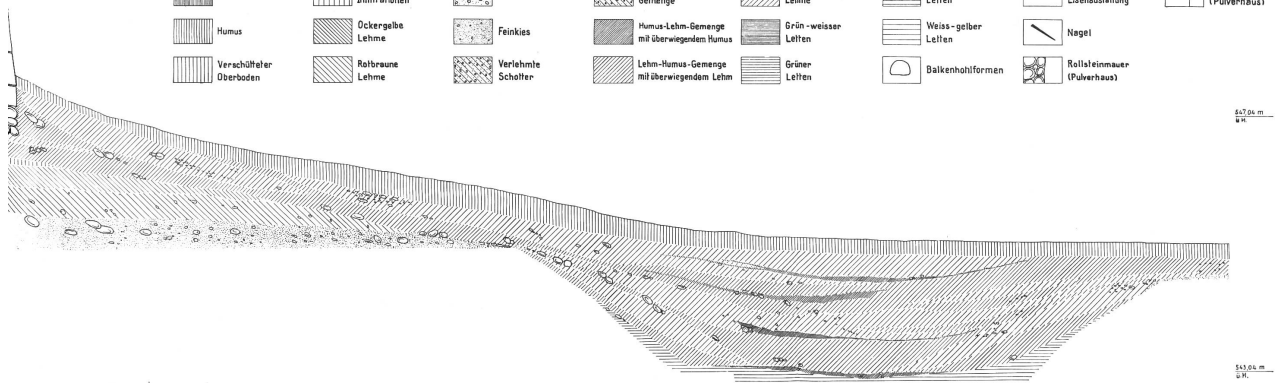 (Pulverhaus)
Gemenge
Lehme
Letten
Humus
Ockergelbe
Lehme
Feinkies
Humus-Lehm-Gemenge
mit überwiegendem Humus
Grün-weisser
Letten
Weiss-gelber
Letten
Nagel
Verschütteter
Oberboden
Rotbraune
Lehme
Verlehmte
Schotter
Lehm-Humus-Gemenge
mit überwiegendem Lehm
Grüner
Letten
Balkenhohlformen
Rollsteinmauer
(Pulverhaus)
547,04 m
ü.M.
543,04 m
ü.M.